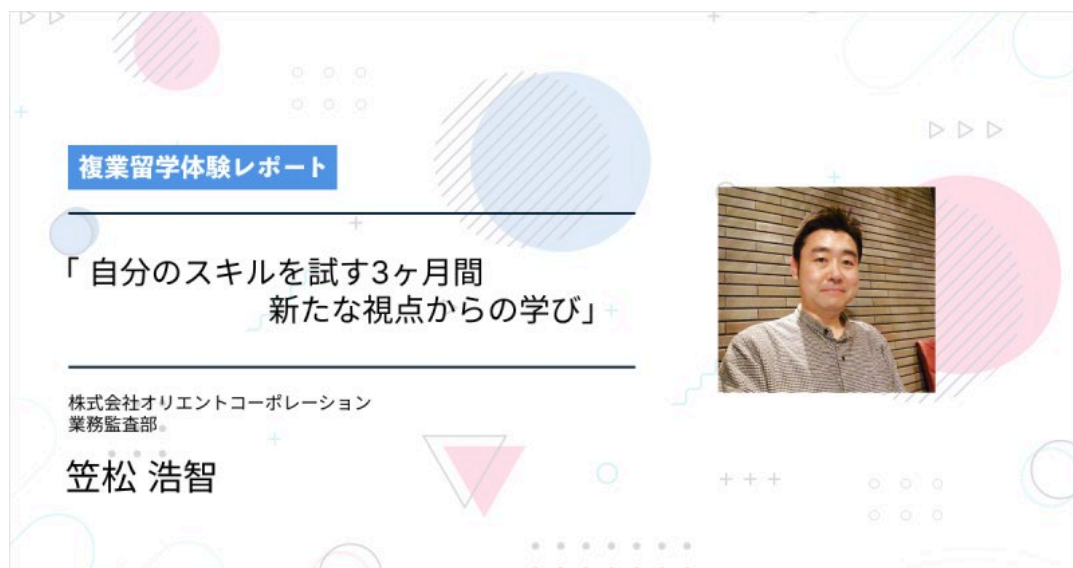 複業留学体験レポート
「 自分のスキルを試す3ヶ月間
新たな視点からの学び」
株式会社オリエントコーポレーション
業務監査部
笠松 浩智